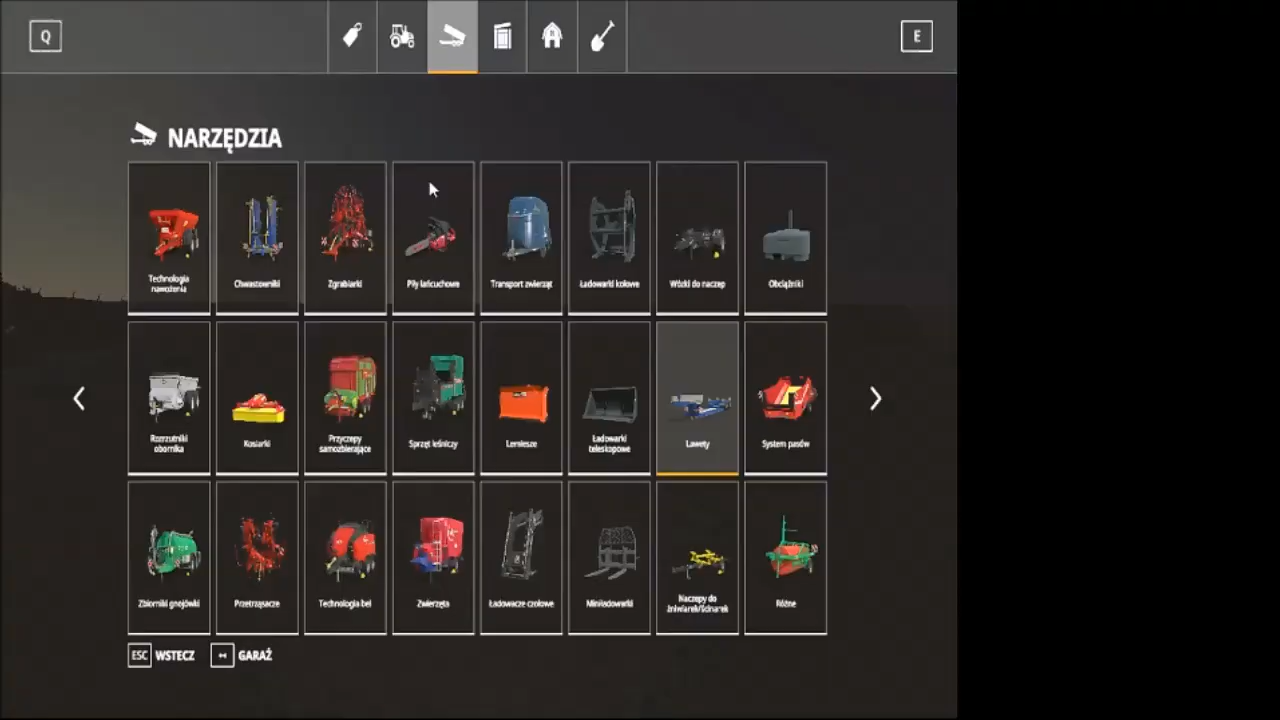 Q
E
NARZĘDZIA
Technologia
nawożenia
Chwastowniki
Zgrabiarki
Piły łańcuchowe
Transport zwierząt
Ładowarki kołowe
Wózki do naczep
Obciążniki
Rozrzutniki
obornika
Kosiarki
Przyczepy
samozbierające
Sprzęt leśniczy
Lemiesze
Ładowarki
teleskopowe
Lawety
System pasów
Zbiorniki gnojówki
Przetrząsacze
Technologia bel
Zwierzęta
Ładowacze czołowe
Miniładowarki
Naczepy do
żniwiarek/ścinarek
Różne
ESC WSTECZ
GARAŻ